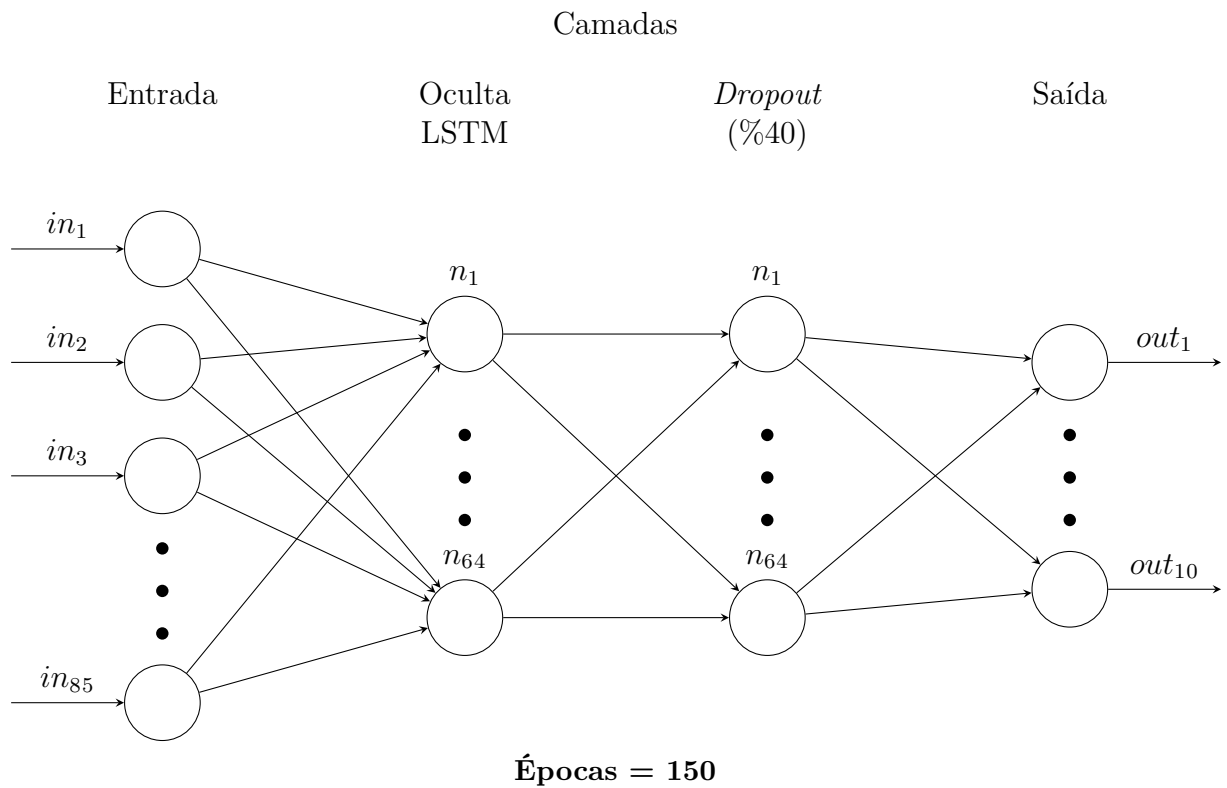 Camadas
Entrada
Oculta
LSTM
Dropout
(%40)
Saída
in₁
in₂
in₃
in₈₅
n₁
n₆₄
n₁
n₆₄
out₁
out₁₀
Épocas = 150